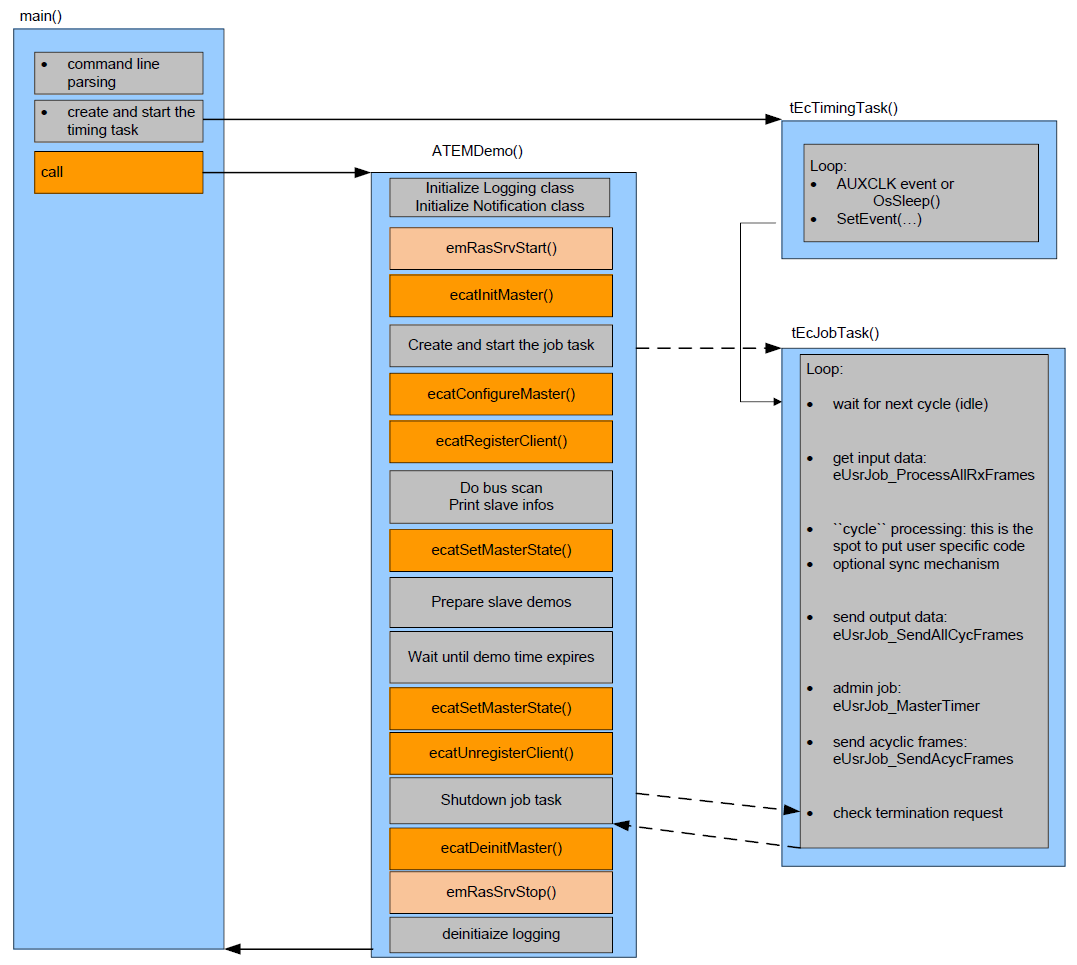 main()
• command line
parsing
• create and start the
timing task
call
ATEMDemo()
Initialize Logging class
Initialize Notification class
emRasSrvStart()
ecatInitMaster()
Create and start the job task
ecatConfigureMaster()
ecatRegisterClient()
Do bus scan
Print slave infos
ecatSetMasterState()
Prepare slave demos
Wait until demo time expires
ecatSetMasterState()
ecatUnregisterClient()
Shutdown job task
ecatDeinitMaster()
emRasSrvStop()
deinitiaize logging
tEcTimingTask()
Loop:
• AUXCLK event or
OsSleep()
• SetEvent(…)
tEcJobTask()
Loop:
• wait for next cycle (idle)
• get input data:
eUsrJob_ProcessAllRxFrames
• ``cycle`` processing: this is the
spot to put user specific code
• optional sync mechanism
• send output data:
eUsrJob_SendAllCycFrames
• admin job:
eUsrJob_MasterTimer
• send acyclic frames:
eUsrJob_SendAcycFrames
• check termination request